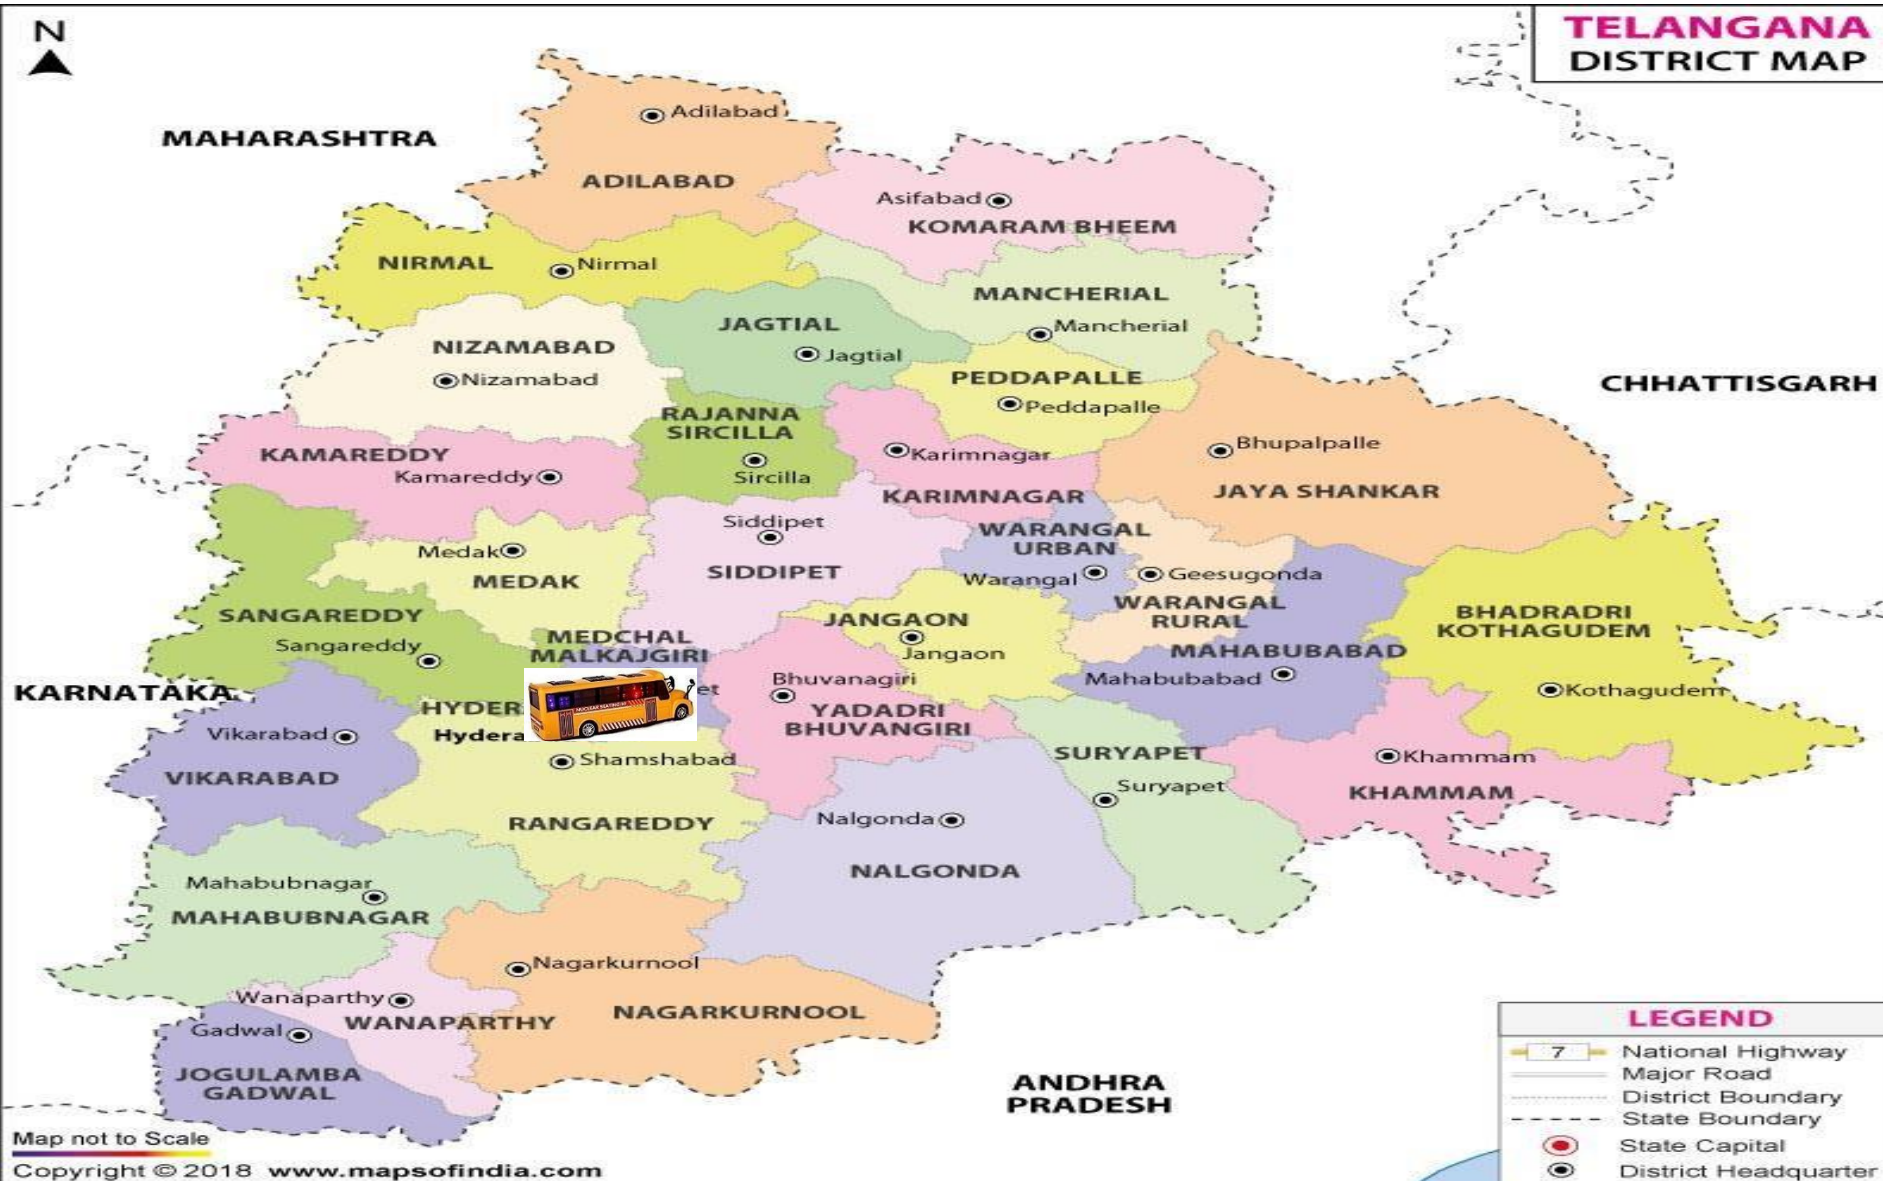 N
TELANGANA
DISTRICT MAP
MAHARASHTRA
Adilabad
ADILABAD
Asifabad
KOMARAM BHEEM
NIRMAL
Nirmal
MANCHERIAL
Mancherial
JAGTIAL
Jagtial
NIZAMABAD
Nizamabad
PEDDAPALLE
Peddapalle
CHHATTISGARH
RAJANNA
SIRCILLA
Sircilla
KAMAREDDY
Kamareddy
Karimnagar
KARIMNAGAR
Bhupalpalle
JAYA SHANKAR
Siddipet
SIDDIPET
Medak
MEDAK
WARANGAL
URBAN
Warangal
Geesugonda
WARANGAL
RURAL
SANGAREDDY
Sangareddy
MEDCHAL
MALKAJGIRI
JANGAON
Jangaon
MAHABUBABAD
Mahabubabad
BHADRADRI
KOTHAGUDEM
Kothagudem
KARNATAKA
et
HYDER
Hydera
Bhuvanagiri
YADADRI
BHUVANGIRI
Vikarabad
VIKARABAD
Shamshabad
RANGAREDDY
SURYAPET
Suryapet
Khammam
KHAMMAM
Nalgonda
NALGONDA
Mahabubnagar
MAHABUBNAGAR
Nagarkurnool
NAGARKURNOOL
Wanaparthy
WANAPARTHY
Gadwal
JOGULAMBA
GADWAL
ANDHRA
PRADESH
LEGEND
7 National Highway
Major Road
District Boundary
State Boundary
State Capital
District Headquarter
Map not to Scale
Copyright © 2018 www.mapsofindia.com